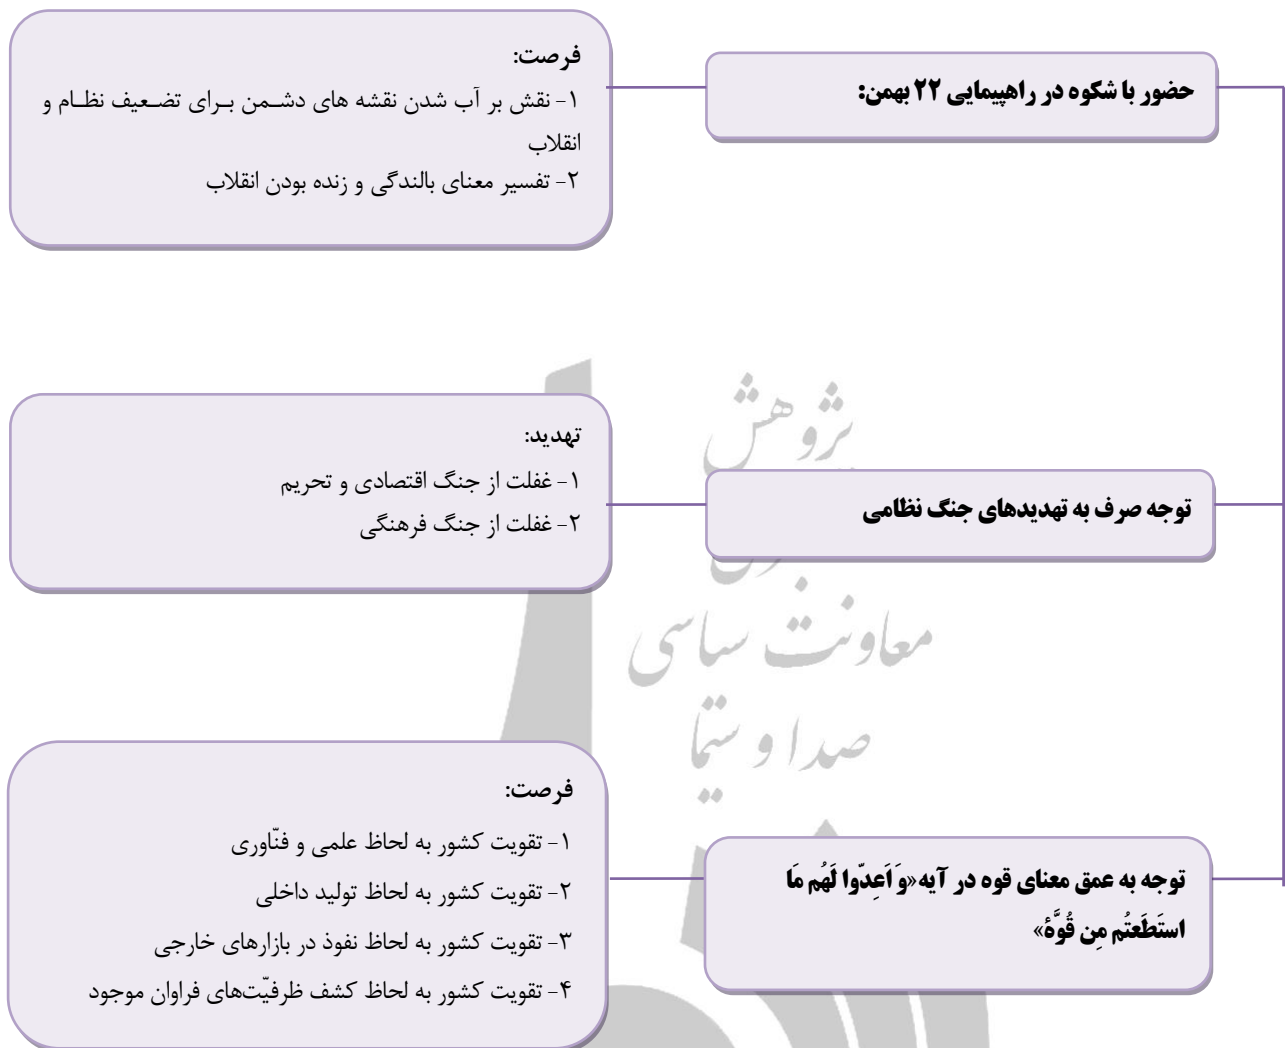 حضور با شکوه در راهپیمایی ۲۲ بهمن:
فرصت:
۱- نقش بر آب شدن نقشه های دشمن برای تضعیف نظام و
انقلاب
۲- تفسیر معنای بالندگی و زنده بودن انقلاب
پژوهش
توجه صرف به تهدیدهای جنگ نظامی
تهدید:
۱- غفلت از جنگ اقتصادی و تحریم
۲- غفلت از جنگ فرهنگی
معاونت سیاسی
صدا و سیما
توجه به عمق معنای قوه در آیه«وَ اَعِدّوا لَهُم مَا
استَطَعتُم مِن قُوَّۀ»
فرصت:
۱- تقویت کشور به لحاظ علمی و فنّاوری
۲- تقویت کشور به لحاظ تولید داخلی
۳- تقویت کشور به لحاظ نفوذ در بازارهای خارجی
۴- تقویت کشور به لحاظ کشف ظرفیّت‌های فراوان موجود